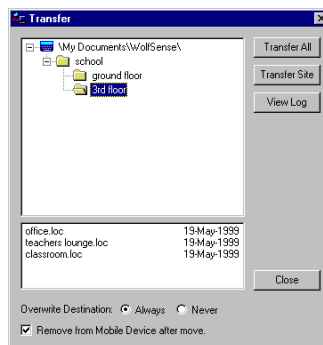 Transfer
\My Documents\WolfSense\
school
ground floor
3rd floor
Transfer All
Transfer Site
View Log
office.loc 19-May-1999
teachers lounge.loc 19-May-1999
classroom.loc 19-May-1999
Close
Overwrite Destination: Always Never
Remove from Mobile Device after move.